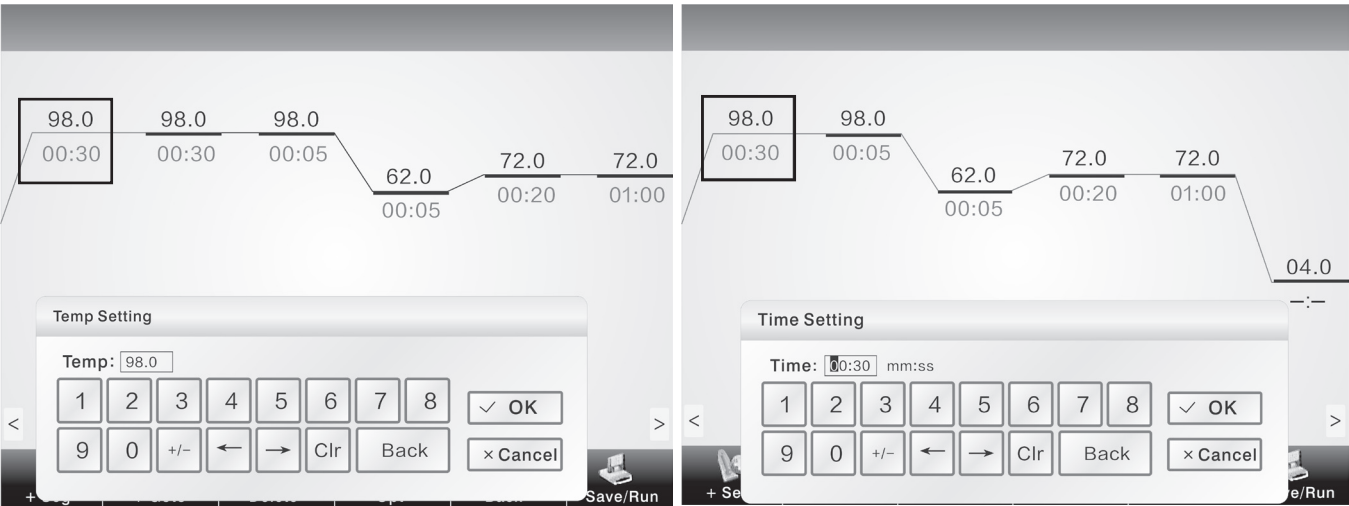 98.0 98.0 98.0
00:30 00:30 00:05
72.0 72.0
62.0
00:20 01:00
00:05
Temp Setting
Temp: 98.0
1 2 3 4 5 6 7 8
OK
< >
9 0 +/− ← → Clr Back
× Cancel
Save/Run
98.0 98.0
00:30 00:05
72.0 72.0
62.0
00:20 01:00
00:05
04.0
–:–
Time Setting
Time: 00:30 mm:ss
1 2 3 4 5 6 7 8
OK
< >
9 0 +/− ← → Clr Back
× Cancel
+ Se
e/Run